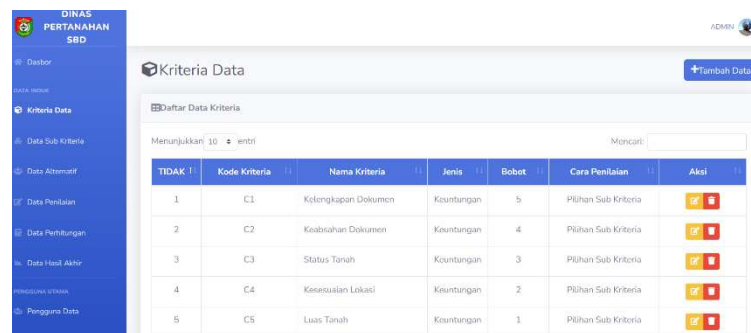 DINAS
PERTANAHAN
SBD
ADMIN
Dasbor
DATA INDUK
Kriteria Data
Data Sub Kriteria
Data Alternatif
Data Penilaian
Data Perhitungan
Data Hasil Akhir
PENGGUNA UTAMA
Pengguna Data
Kriteria Data
+Tambah Data
Daftar Data Kriteria
Menunjukkan 10 entri
Mencari:
TIDAK Kode Kriteria Nama Kriteria Jenis Bobot Cara Penilaian Aksi
1 C1 Kelengkapan Dokumen Keuntungan 5 Pilihan Sub Kriteria
2 C2 Keabsahan Dokumen Keuntungan 4 Pilihan Sub Kriteria
3 C3 Status Tanah Keuntungan 3 Pilihan Sub Kriteria
4 C4 Kesesuaian Lokasi Keuntungan 2 Pilihan Sub Kriteria
5 C5 Luas Tanah Keuntungan 1 Pilihan Sub Kriteria